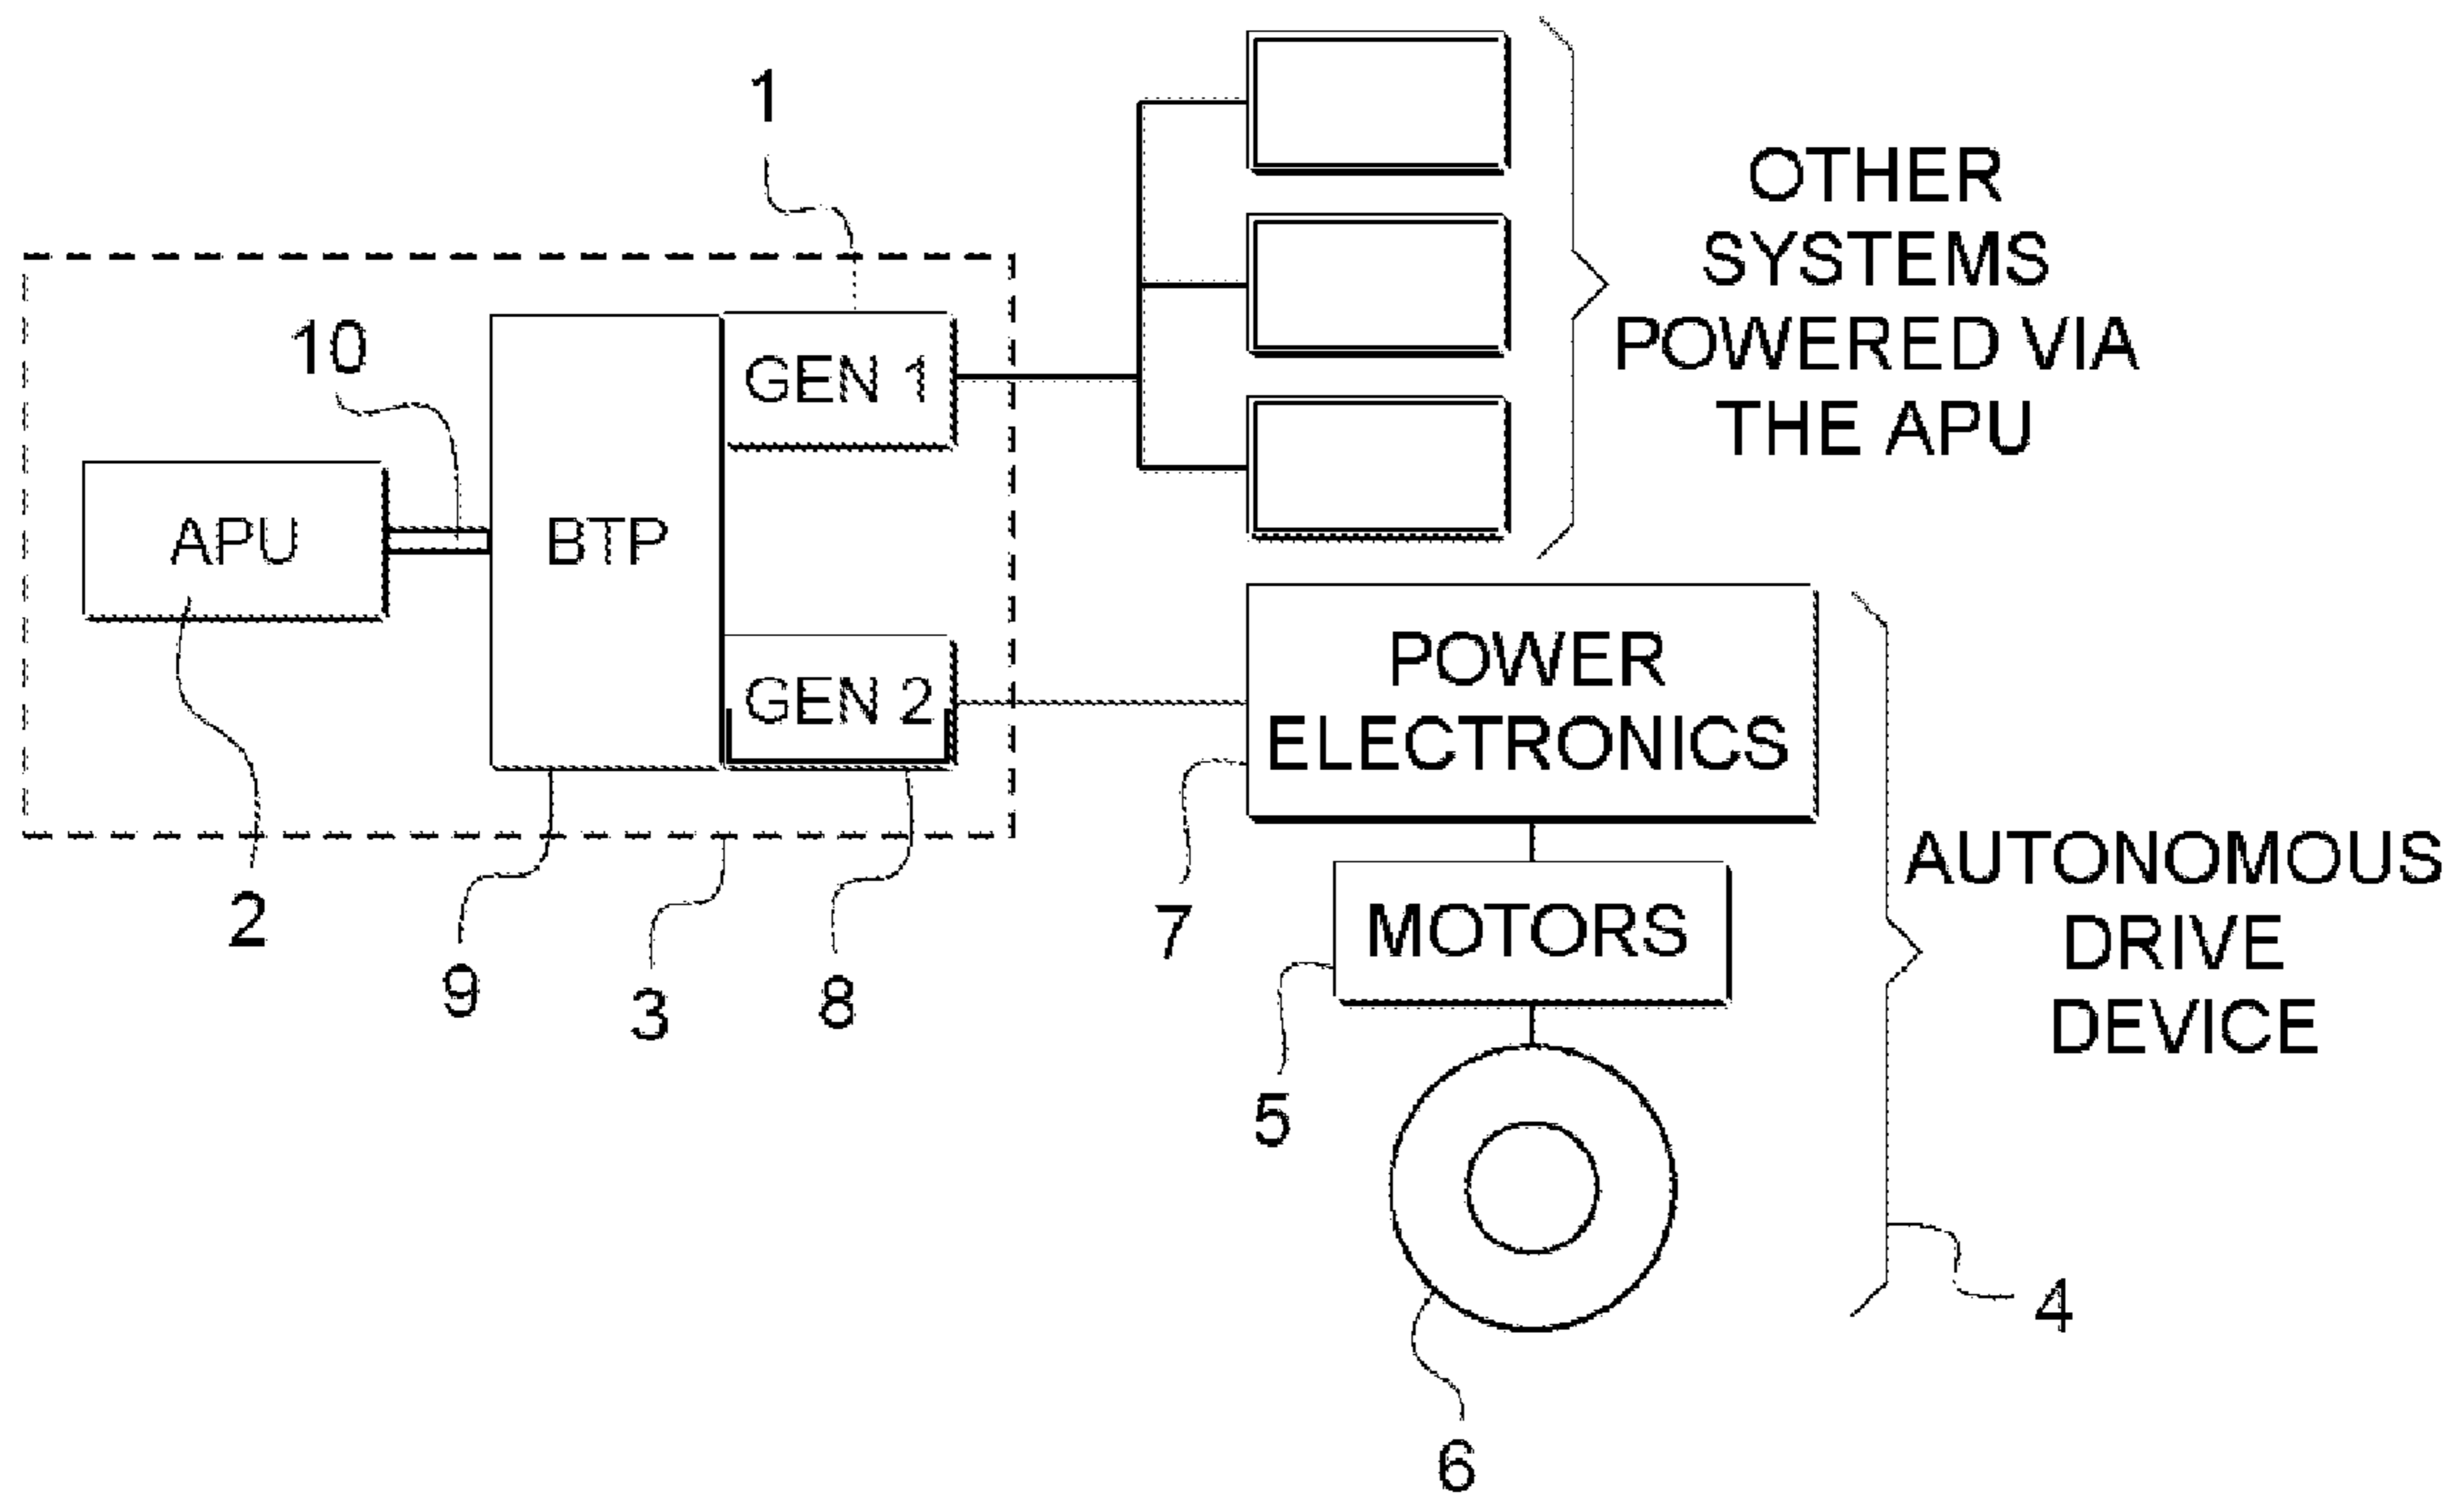 1
OTHER
SYSTEMS
POWERED VIA
THE APU
10
GEN 1
APU
BTP
GEN 2
POWER
ELECTRONICS
2
9
3
8
7
MOTORS
AUTONOMOUS
DRIVE
DEVICE
5
4
6